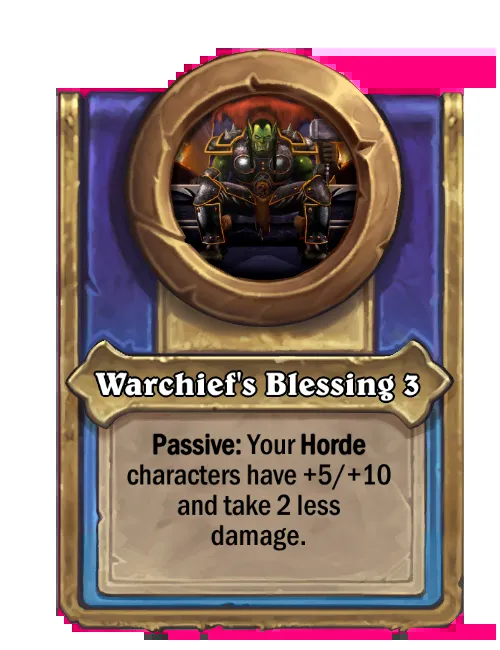 Warchief's Blessing 3
Passive: Your Horde
characters have +5/+10
and take 2 less
damage.